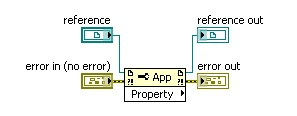 reference
reference out
error in (no error)
App
error out
Property